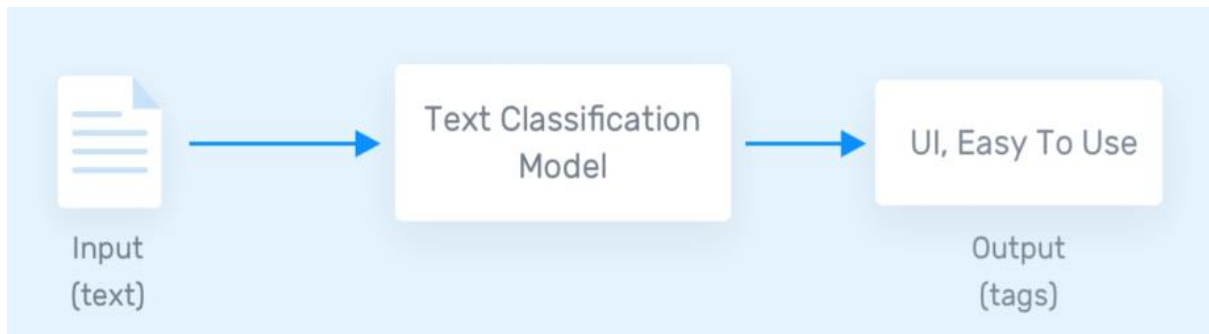 Text Classification
Model
UI, Easy To Use
Input
(text)
Output
(tags)